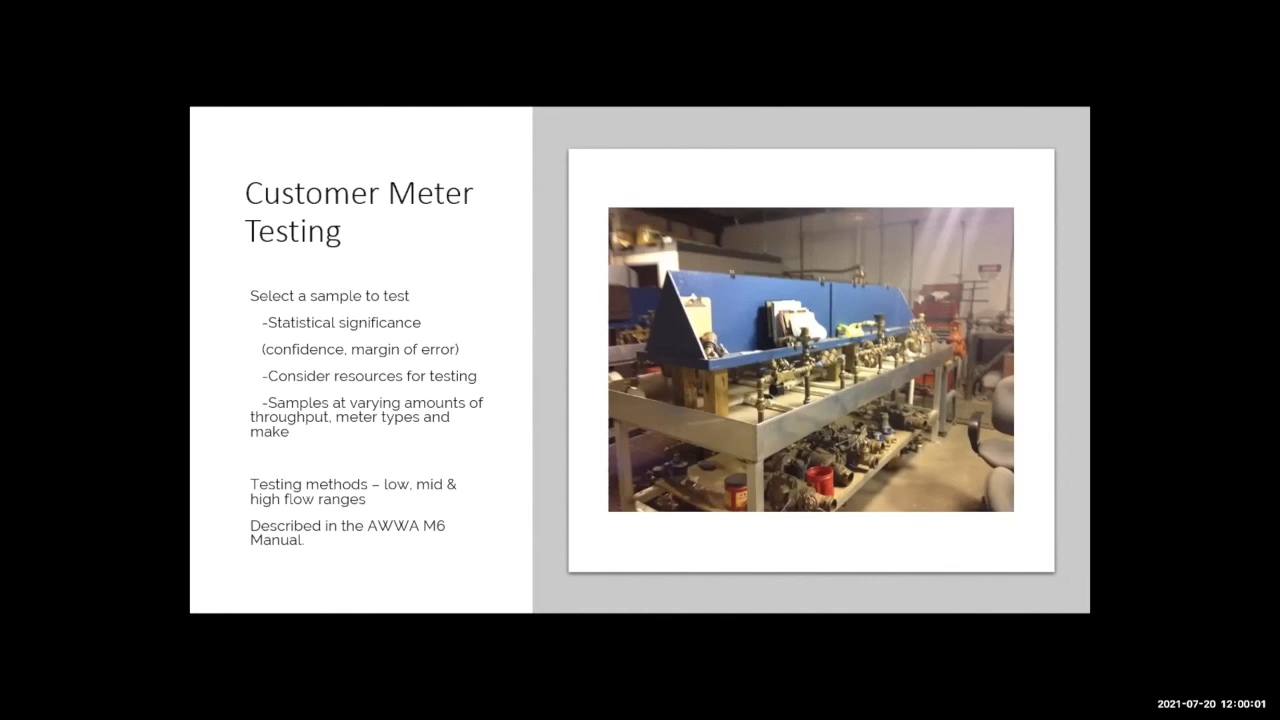 Customer Meter
Testing
Select a sample to test
-Statistical significance
(confidence, margin of error)
-Consider resources for testing
-Samples at varying amounts of
throughput, meter types and
make
Testing methods – low, mid &
high flow ranges
Described in the AWWA M6
Manual.
2021-07-20 12:00:01